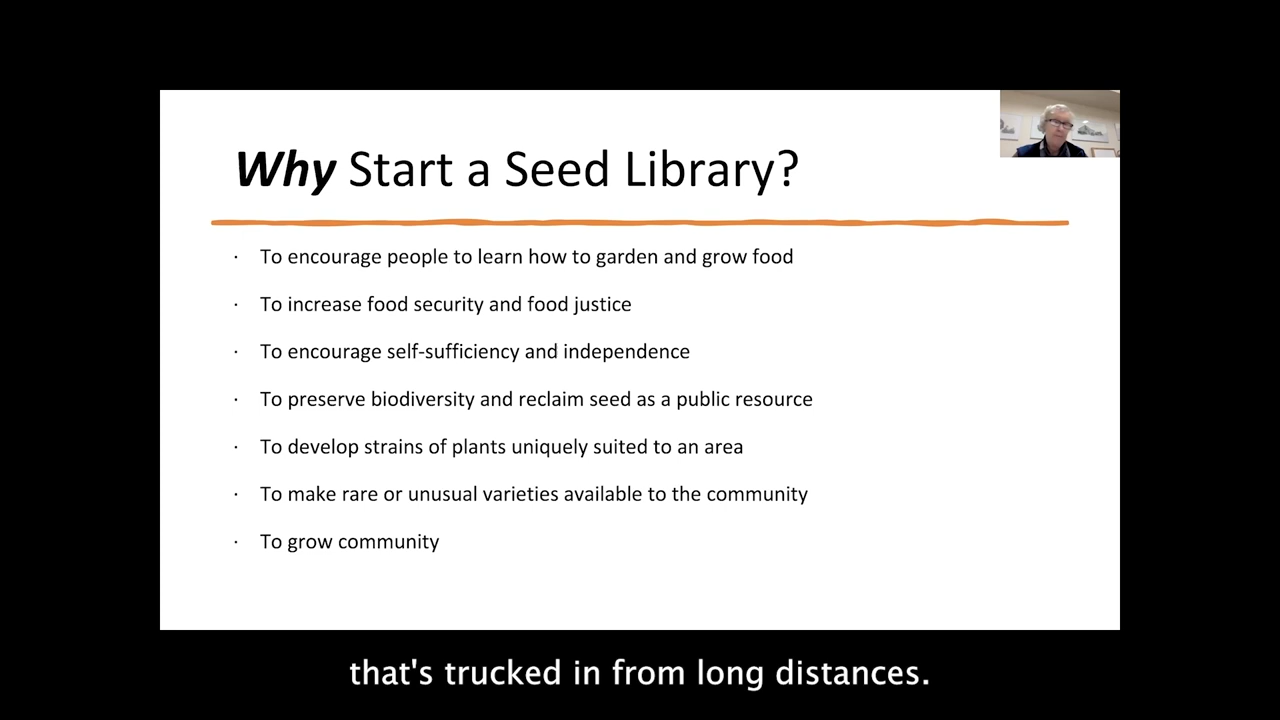 Why Start a Seed Library?
· To encourage people to learn how to garden and grow food
· To increase food security and food justice
· To encourage self-sufficiency and independence
· To preserve biodiversity and reclaim seed as a public resource
· To develop strains of plants uniquely suited to an area
· To make rare or unusual varieties available to the community
· To grow community
that's trucked in from long distances.